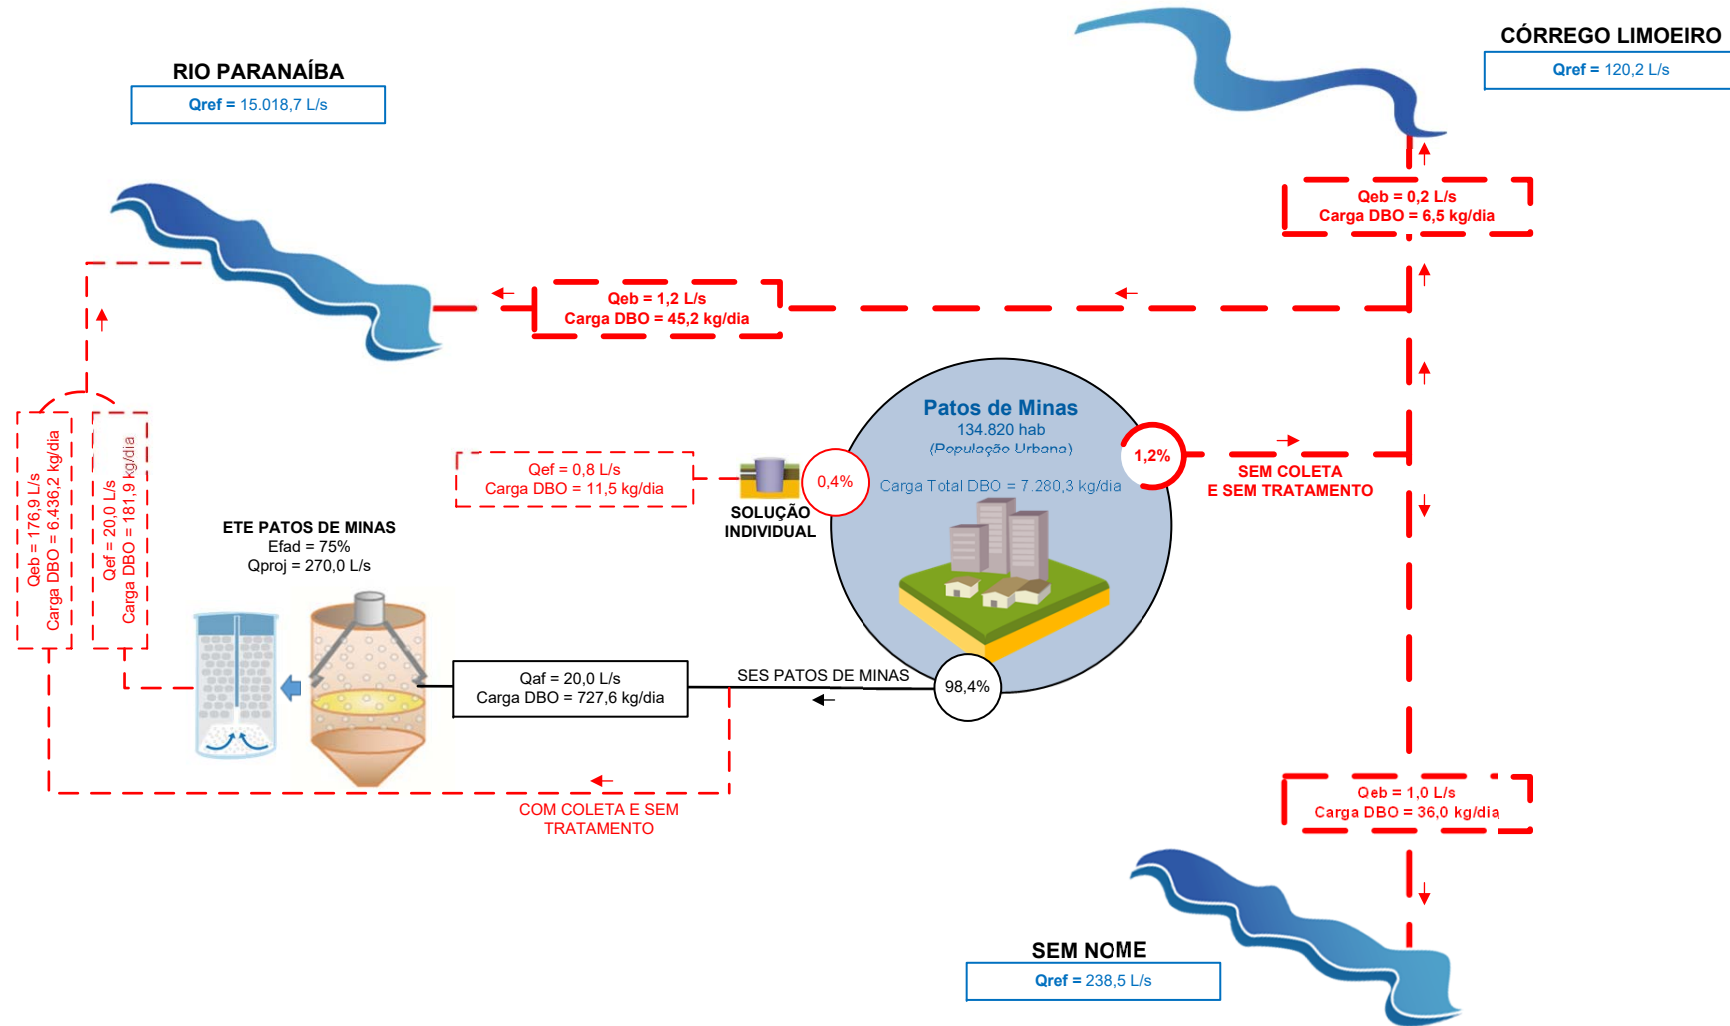 CÓRREGO LIMOEIRO
Qref = 120,2 L/s
RIO PARANAÍBA
Qref = 15.018,7 L/s
Qeb = 0,2 L/s
Carga DBO = 6,5 kg/dia
Qeb = 1,2 L/s
Carga DBO = 45,2 kg/dia
Patos de Minas
134.820 hab
(População Urbana)
Carga Total DBO = 7.280,3 kg/dia
1,2%
SEM COLETA
E SEM TRATAMENTO
Qef = 0,8 L/s
Carga DBO = 11,5 kg/dia
0,4%
SOLUÇÃO
INDIVIDUAL
Qeb = 176,9 L/s
Carga DBO = 6.436,2 kg/dia
Qef = 20,0 L/s
Carga DBO = 181,9 kg/dia
ETE PATOS DE MINAS
Efad = 75%
Qproj = 270,0 L/s
Qaf = 20,0 L/s
Carga DBO = 727,6 kg/dia
SES PATOS DE MINAS
98,4%
COM COLETA E SEM
TRATAMENTO
Qeb = 1,0 L/s
Carga DBO = 36,0 kg/dia
SEM NOME
Qref = 238,5 L/s